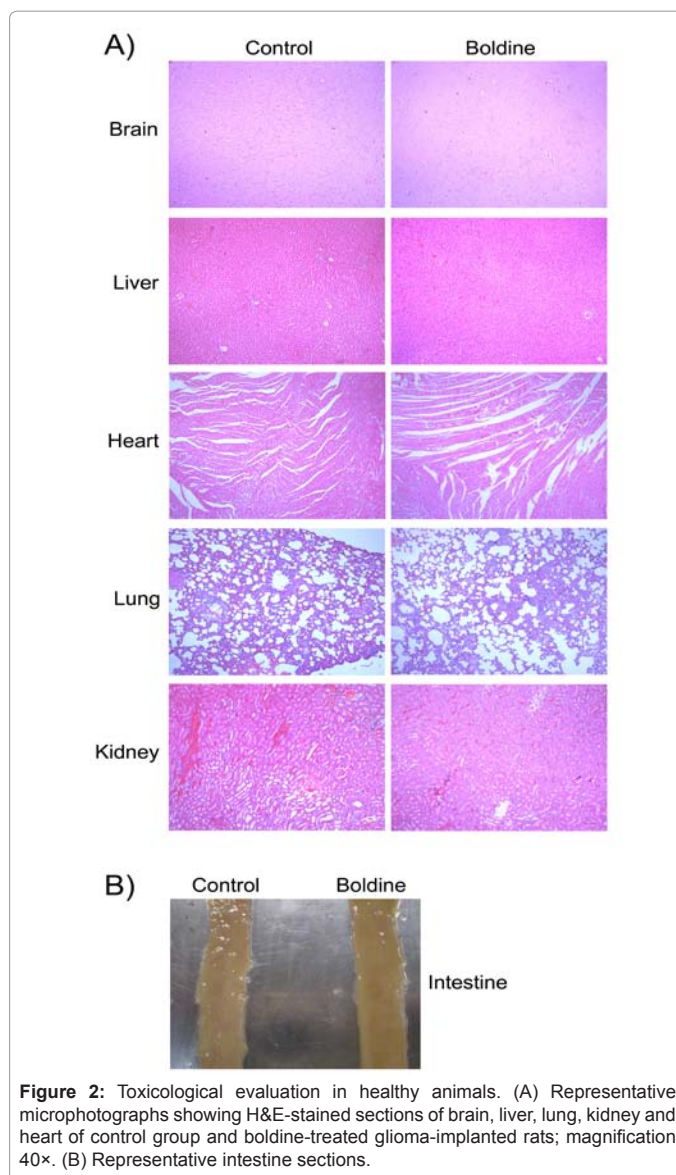 A)
Control Boldine
Brain
Liver
Heart
Lung
Kidney
B)
Control Boldine
Intestine
Figure 2: Toxicological evaluation in healthy animals. (A) Representative
microphotographs showing H&E-stained sections of brain, liver, lung, kidney and
heart of control group and boldine-treated glioma-implanted rats; magnification
40×. (B) Representative intestine sections.